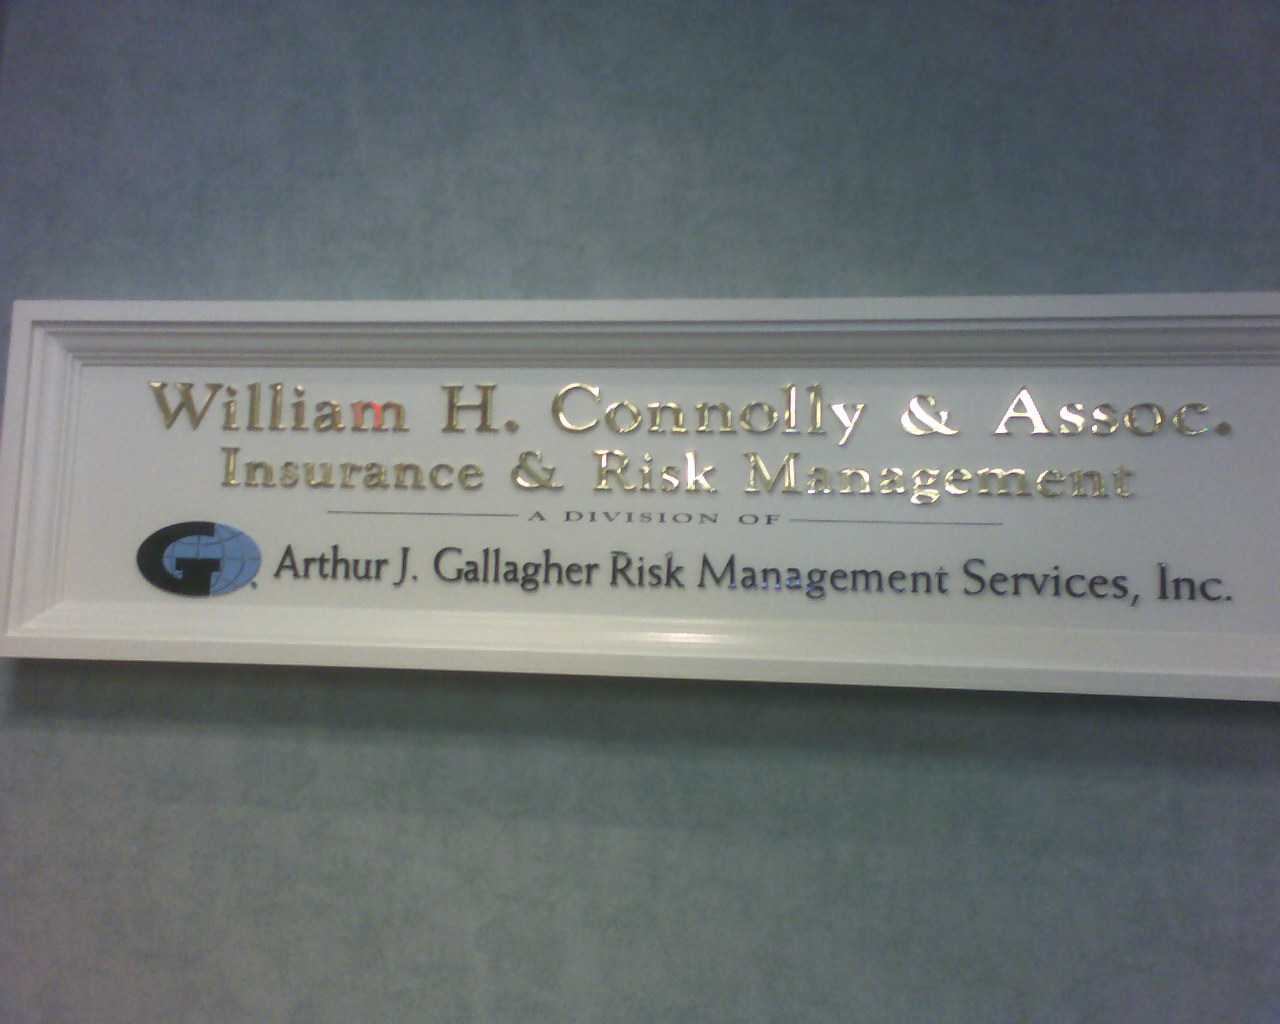 William H. Connolly & Assoc.
Insurance & Risk Management
A DIVISION OF
G Arthur J. Gallagher Risk Management Services, Inc.